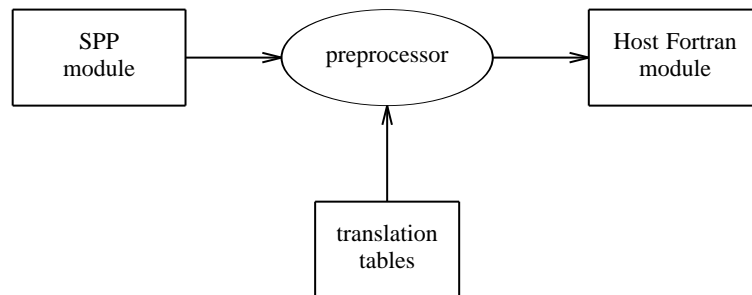 SPP
module
preprocessor
Host Fortran
module
translation
tables